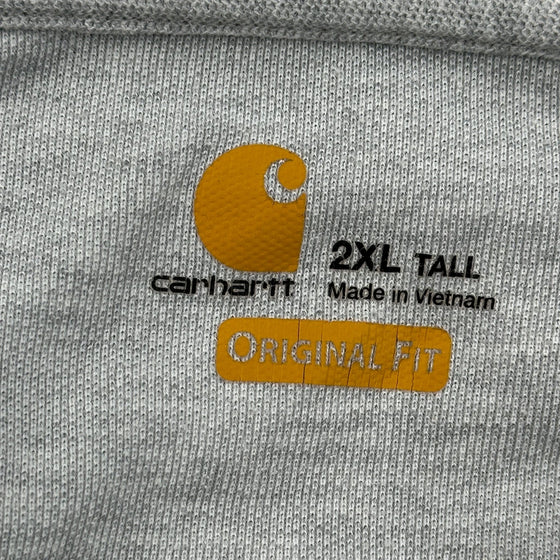 carhartt
2XL TALL
Made in Vietnam
ORIGINAL FIT